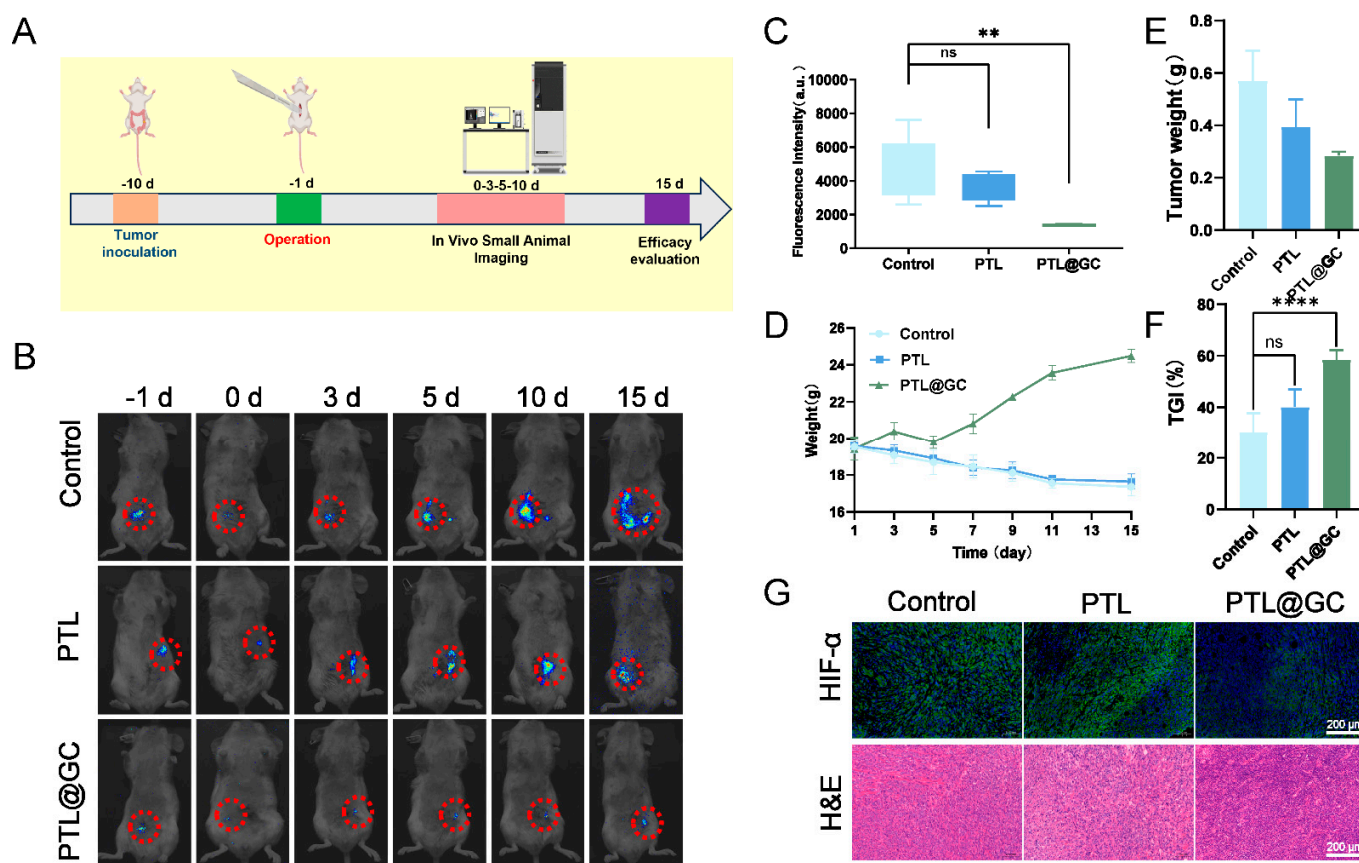 A
-10 d
-1 d
0-3-5-10 d
15 d
Tumor
inoculation
Operation
In Vivo Small Animal
Imaging
Efficacy
evaluation
B
-1 d
0 d
3 d
5 d
10 d
15 d
Control
PTL
PTL@GC
C
**
ns
Fluorescence Intensity(a.u.)
10000
8000
6000
4000
2000
0
Control
PTL
PTL@GC
D
Control
PTL
PTL@GC
Weight(g)
26
24
22
20
18
16
1
3
5
7
9
11
13
15
Time (day)
E
Tumor weight(g)
0.8
0.6
0.4
0.2
0.0
Control
PTL
PTL@GC
F
****
ns
TGI(%)
80
60
40
20
0
Control
PTL
PTL@GC
G
Control
PTL
PTL@GC
HIF-α
200 μm
H&E
200 μm